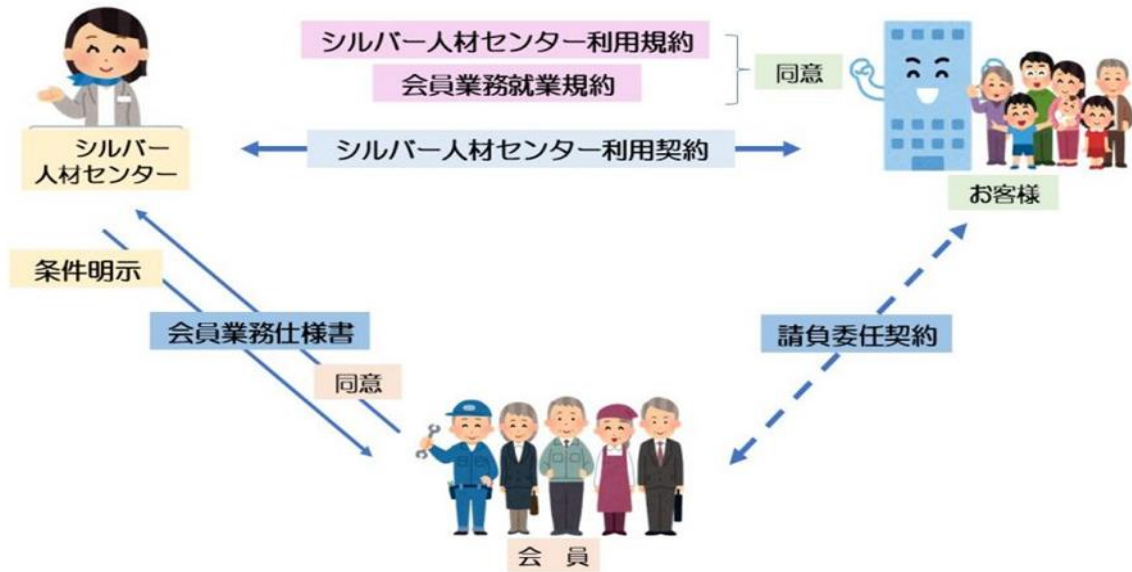 シルバー人材センター利用規約
会員業務就業規約
同意
シルバー人材センター利用契約
シルバー
人材センター
お客様
条件明示
会員業務仕様書
同意
請負委任契約
会 員